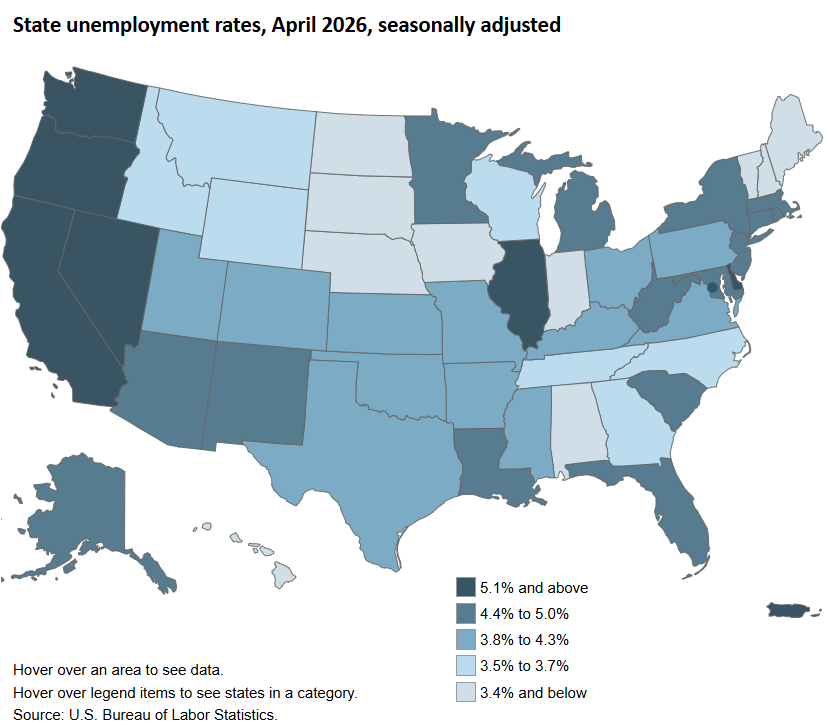 State unemployment rates, April 2026, seasonally adjusted
5.1% and above
4.4% to 5.0%
3.8% to 4.3%
3.5% to 3.7%
3.4% and below
Hover over an area to see data.
Hover over legend items to see states in a category.
Source: U.S. Bureau of Labor Statistics.